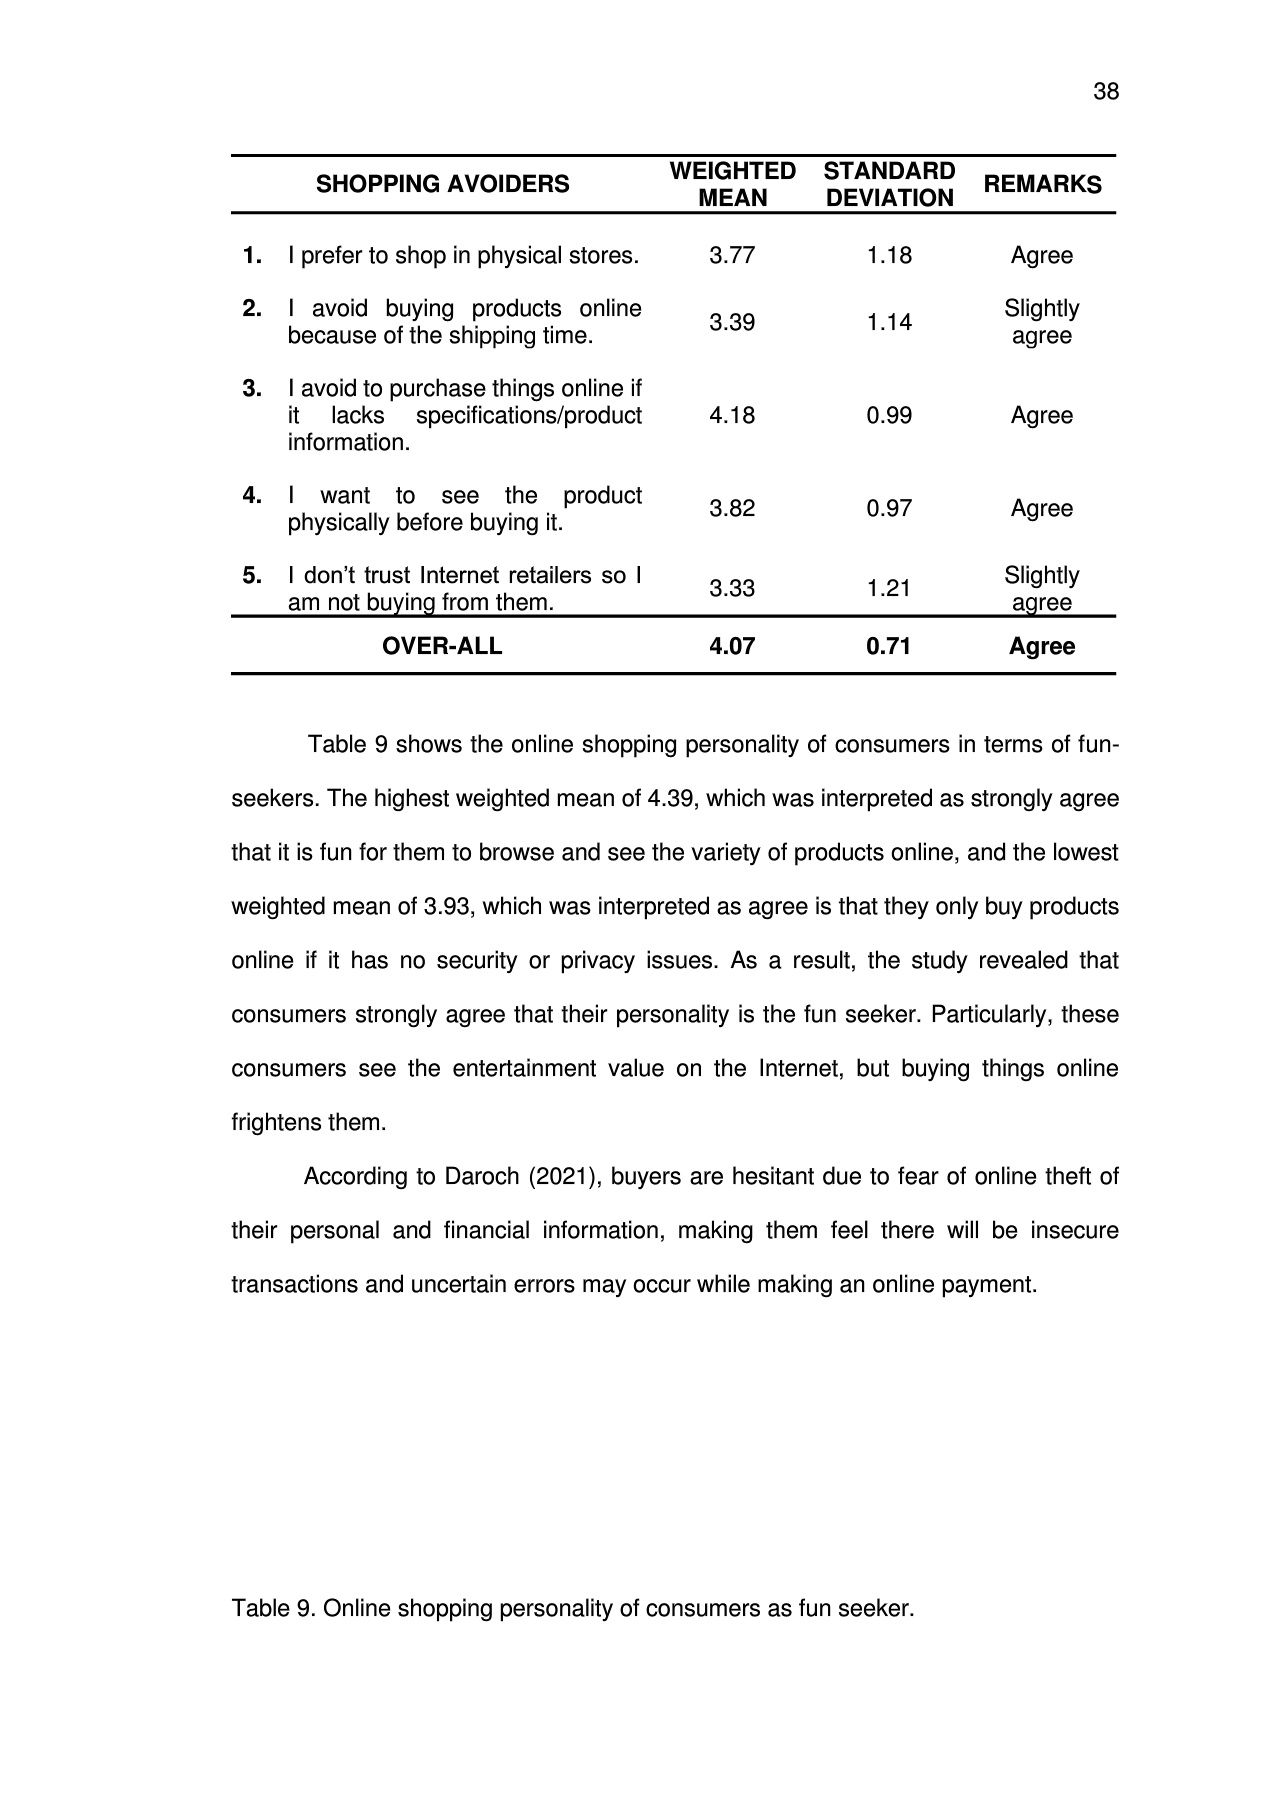 38
SHOPPING AVOIDERS WEIGHTED MEAN STANDARD DEVIATION REMARKS
1. I prefer to shop in physical stores. 3.77 1.18 Agree
2. I avoid buying products online
because of the shipping time. 3.39 1.14 Slightly agree
3. I avoid to purchase things online if
it lacks specifications/product
information. 4.18 0.99 Agree
4. I want to see the product
physically before buying it. 3.82 0.97 Agree
5. I don’t trust Internet retailers so I
am not buying from them. 3.33 1.21 Slightly agree
OVER-ALL 4.07 0.71 Agree
Table 9 shows the online shopping personality of consumers in terms of fun-
seekers. The highest weighted mean of 4.39, which was interpreted as strongly agree
that it is fun for them to browse and see the variety of products online, and the lowest
weighted mean of 3.93, which was interpreted as agree is that they only buy products
online if it has no security or privacy issues. As a result, the study revealed that
consumers strongly agree that their personality is the fun seeker. Particularly, these
consumers see the entertainment value on the Internet, but buying things online
frightens them.
According to Daroch (2021), buyers are hesitant due to fear of online theft of
their personal and financial information, making them feel there will be insecure
transactions and uncertain errors may occur while making an online payment.
Table 9. Online shopping personality of consumers as fun seeker.